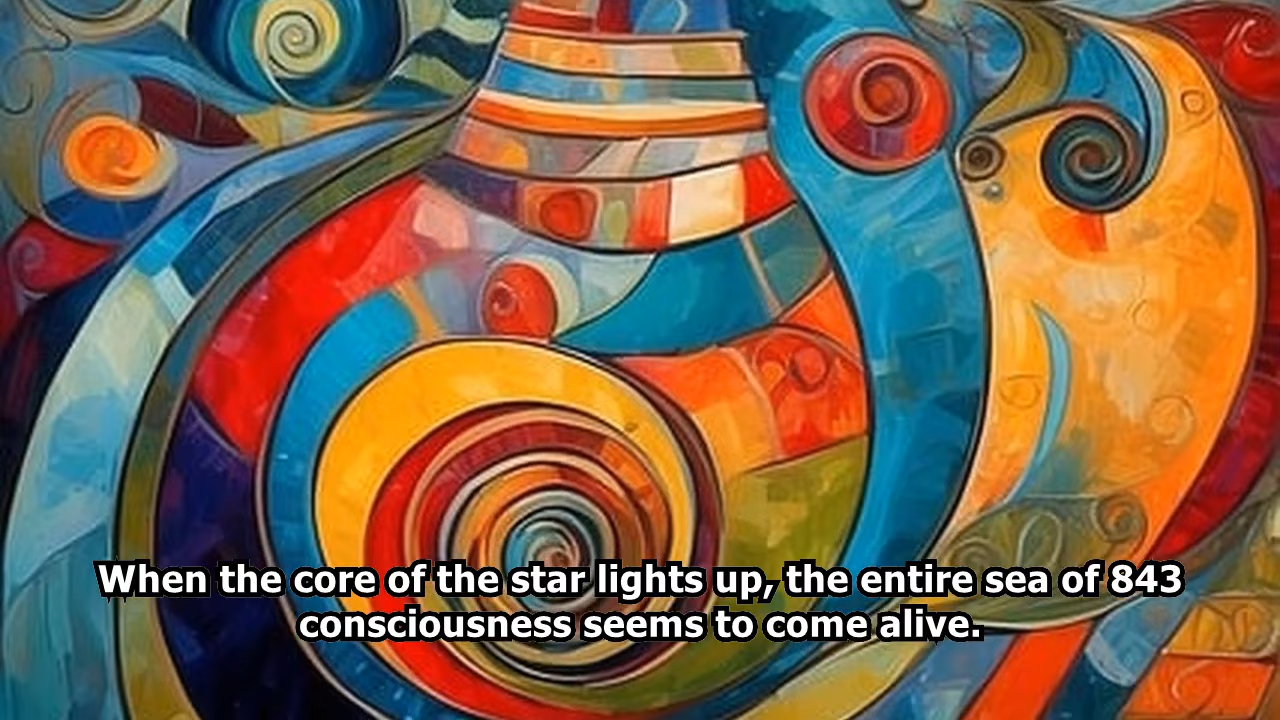 When the core of the star lights up, the entire sea of 843
consciousness seems to come alive.